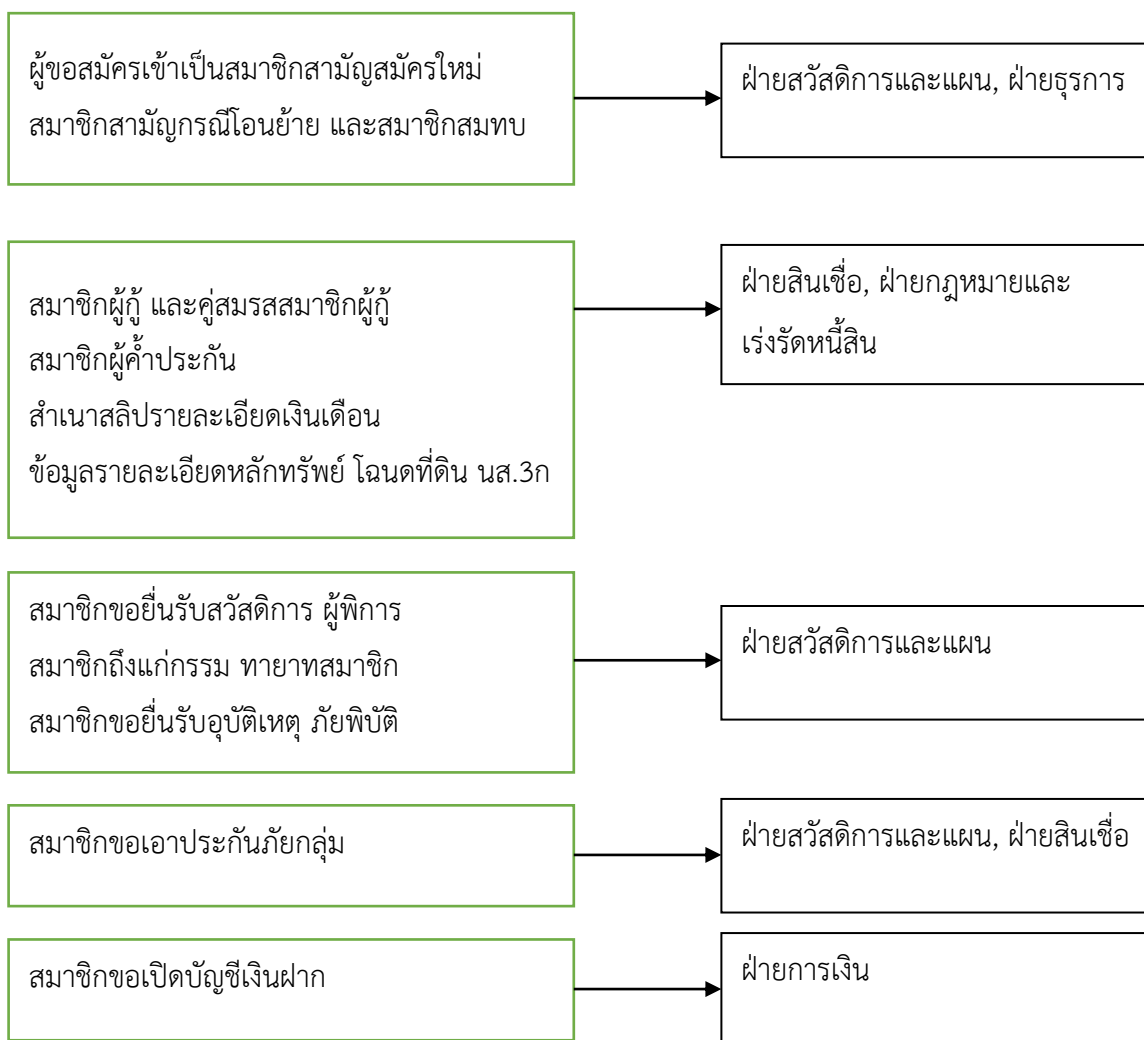 ผู้ขอสมัครเข้าเป็นสมาชิกสามัญสมัครใหม่
สมาชิกสามัญกรณีโอนย้าย และสมาชิกสมทบ
ฝ่ายสวัสดิการและแผน, ฝ่ายธุรการ
สมาชิกผู้กู้ และคู่สมรสสมาชิกผู้กู้
สมาชิกผู้ค้ำประกัน
สำเนาสลิปรายละเอียดเงินเดือน
ข้อมูลรายละเอียดหลักทรัพย์ โฉนดที่ดิน นส.3ก
ฝ่ายสินเชื่อ, ฝ่ายกฎหมายและ
เร่งรัดหนี้สิน
สมาชิกขอยื่นรับสวัสดิการ ผู้พิการ
สมาชิกถึงแก่กรรม ทายาทสมาชิก
สมาชิกขอยื่นรับอุบัติเหตุ ภัยพิบัติ
ฝ่ายสวัสดิการและแผน
สมาชิกขอเอาประกันภัยกลุ่ม
ฝ่ายสวัสดิการและแผน, ฝ่ายสินเชื่อ
สมาชิกขอเปิดบัญชีเงินฝาก
ฝ่ายการเงิน